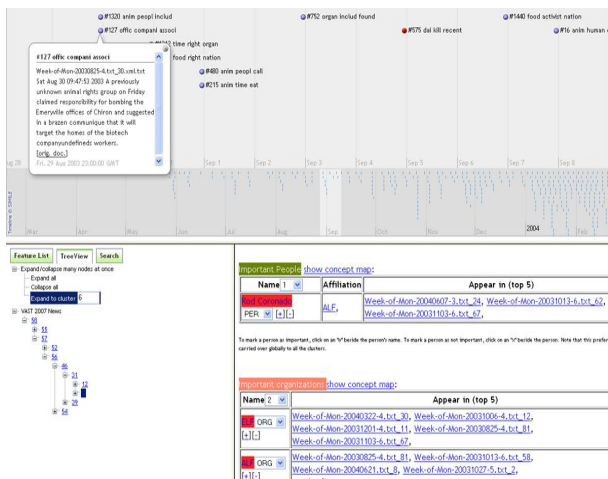 #1320 anim peopl includ
#752 organ includ found
#1440 food activist nation
#127 offic compani associ
#575 dai kill recent
#16 anim human
time right organ
food right nation
#480 anim peopl call
#215 anim time eat
#127 offic compani associ
Week-of-Mon-20030825-4.txt_30.xml.txt
Sat Aug 30 09:47:53 2003 A previously
unknown animal rights group on Friday
claimed responcibility for bombing the
Emeryville offices of Chiron and suggested
in a brazen communique that it will
target the homes of the biotech
companyundefineds workers.
[orig. doc.]
Fri, 29 Aug 2003 23:00:00 GMT
ug 28
Sep 1
Sep 2
Sep 3
Sep 4
Sep 5
Sep 6
Sep 7
Sep 8
Timeline © SIMILE
Mar
Apr
May
Jun
Jul
Aug
Sep
Oct
Nov
Dec
2004
Feb
Feature List
TreeView
Search
Expand/collapse many nodes at once
Expand all
Collapse all
Expand to cluster 6
VAST 2007 News
58
55
57
52
56
46
31
12
39
54
Important People show concept map:
Name 1
Affiliation
Appear in (top 5)
Rod Coronado
PER [+][-]
ALF,
Week-of-Mon-20040607-3.txt_24, Week-of-Mon-20031013-6.txt_62,
Week-of-Mon-20031103-6.txt_67,
To mark a person as important, click on an "+" beside the person's name. To mark a person as not important, click on an "-" beside the person. Note that this prefer
carried over globally to all the clusters.
Important organizations show concept map:
Name 2
Appear in (top 5)
ELF ORG
[+][-]
Week-of-Mon-20040322-4.txt_30, Week-of-Mon-20031006-4.txt_12,
Week-of-Mon-20031201-4.txt_11, Week-of-Mon-20030825-4.txt_81,
Week-of-Mon-20031103-6.txt_67,
ALF ORG
[+][-]
Week-of-Mon-20030825-4.txt_81, Week-of-Mon-20031013-6.txt_58,
Week-of-Mon-20040621.txt_8, Week-of-Mon-20031027-5.txt_2,